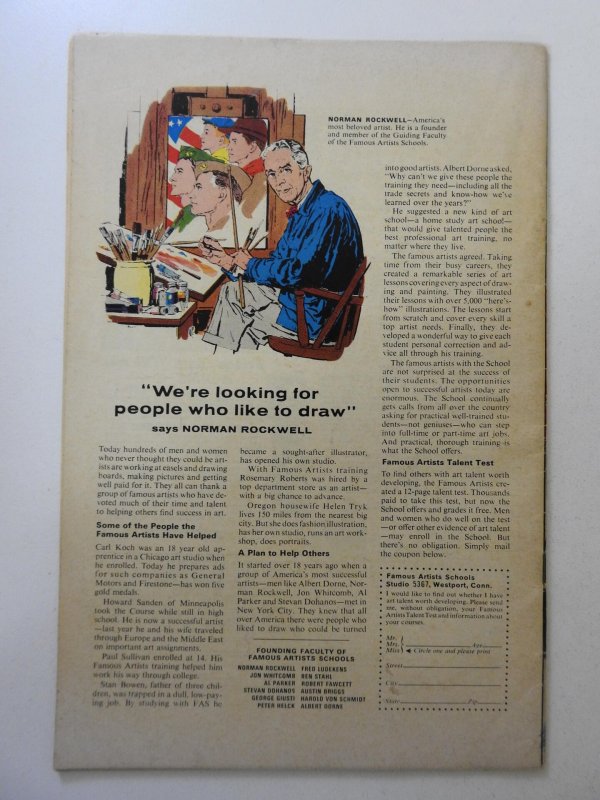 NORMAN ROCKWELL—America's
most beloved artist. He is a founder
and member of the Guiding Faculty
of the Famous Artists Schools.
"We're looking for
people who like to draw"
says NORMAN ROCKWELL
Today hundreds of men and women
who never thought they could be art-
ists are working at easels and drawing
boards, making pictures and getting
well paid for it. They all can thank a
group of famous artists who have de-
voted much of their time and talent
to helping others find success in art.
Some of the People the
Famous Artists Have Helped
Carl Koch was an 18 year old ap-
prentice in a Chicago art studio when
he enrolled. Today he prepares ads
for such companies as General
Motors and Firestone—has won five
gold medals.
Howard Sanden of Minneapolis
took the Course while still in high
school. He is now a successful artist
—last year he and his wife traveled
through Europe and the Middle East
on important art assignments.
Paul Sullivan enrolled at 14. His
Famous Artists training helped him
work his way through college.
Stan Bowen, father of three chil-
dren, was trapped in a dull, low-pay-
ing job. By studying with FAS he
became a sought-after illustrator,
has opened his own studio.
With Famous Artists training
Rosemary Roberts was hired by a
top department store as an artist—
with a big chance to advance.
Oregon housewife Helen Tryk
lives 150 miles from the nearest big
city. But she does fashion illustration,
has her own studio, runs an art work-
shop, does portraits.
A Plan to Help Others
It started over 18 years ago when a
group of America's most successful
artists—men like Albert Dorne, Nor-
man Rockwell, Jon Whitcomb, Al
Parker and Stevan Dohanos—met in
New York City. They knew that all
over America there were people who
liked to draw who could be turned
FOUNDING FACULTY OF
FAMOUS ARTISTS SCHOOLS
NORMAN ROCKWELL FRED LUDEKENS
JON WHITCOMB BEN STAHL
AL PARKER ROBERT FAWCETT
STEVAN DOHANOS AUSTIN BRIGGS
GEORGE GIUSTI HAROLD VON SCHMIDT
PETER HELCK ALBERT DORNE
into good artists. Albert Dorne asked,
"Why can't we give these people the
training they need—including all the
trade secrets and know-how we've
learned over the years?"
He suggested a new kind of art
school—a home study art school—
that would give talented people the
best professional art training, no
matter where they live.
The famous artists agreed. Taking
time from their busy careers, they
created a remarkable series of art
lessons covering every aspect of draw-
ing and painting. They illustrated
their lessons with over 5,000 "here's-
how" illustrations. The lessons start
from scratch and cover every skill a
top artist needs. Finally, they de-
veloped a wonderful way to give each
student personal correction and ad-
vice all through his training.
The famous artists with the School
are not surprised at the success of
their students. The opportunities
open to successful artists today are
enormous. The School continually
gets calls from all over the country
asking for practical well-trained stu-
dents—not geniuses—who can step
into full-time or part-time art jobs.
And practical, thorough training is
what the School offers.
Famous Artists Talent Test
To find others with art talent worth
developing, the Famous Artists cre-
ated a 12-page talent test. Thousands
paid to take this test, but now the
School offers and grades it free. Men
and women who do well on the test
—or offer other evidence of art talent
—may enroll in the School. But
there's no obligation. Simply mail
the coupon below.
Famous Artists Schools
Studio 5367, Westport, Conn.
I would like to find out whether I have
art talent worth developing. Please send
me, without obligation, your Famous
Artists Talent Test and information about
your courses.
Mr.
Mrs. Age
Miss Circle one and please print
Street
City
State Zip